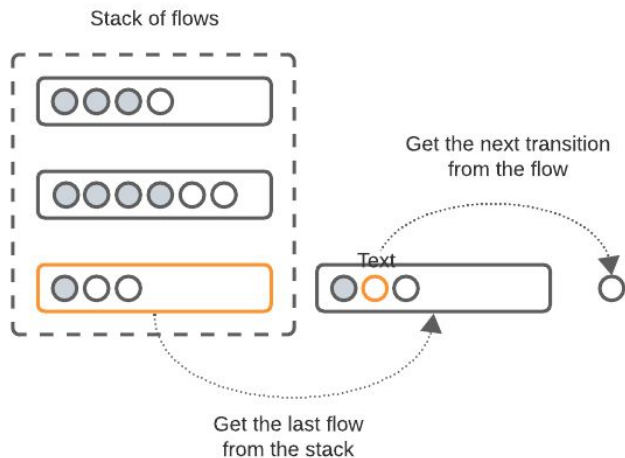 Stack of flows
Get the next transition
from the flow
Text
Get the last flow
from the stack